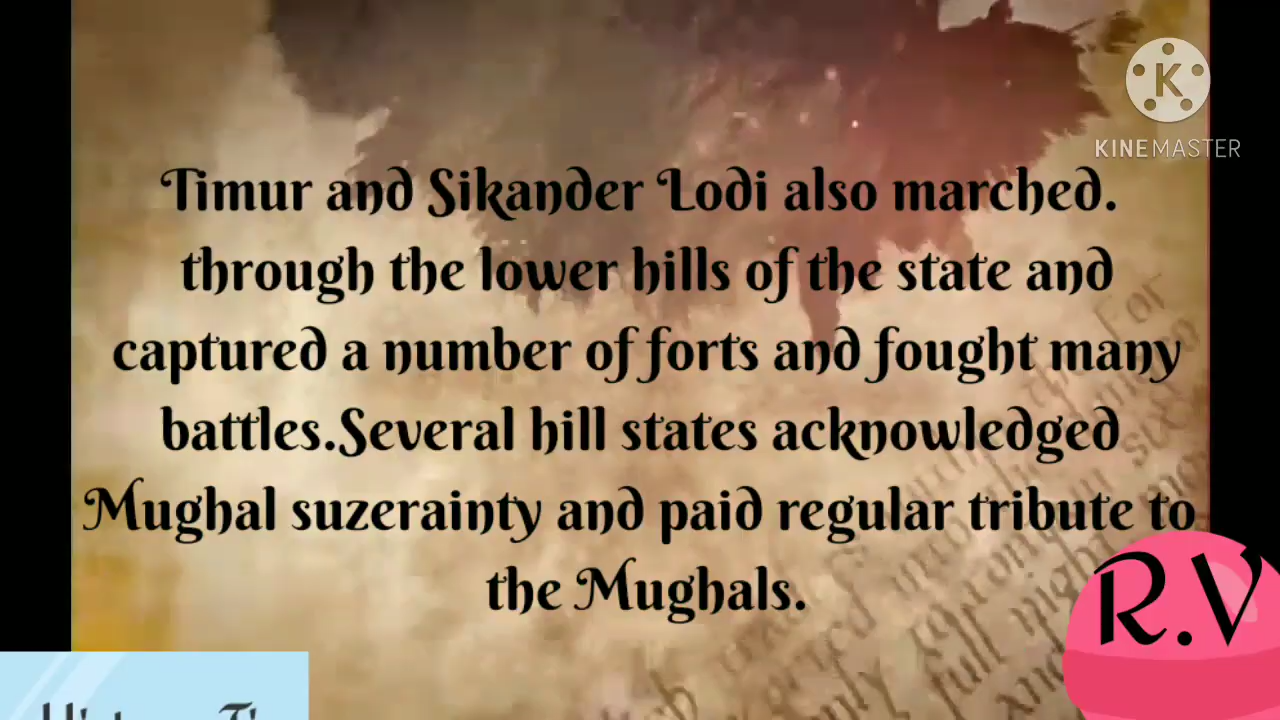 KINEMASTER
Timur and Sikander Lodi also marched.
through the lower hills of the state and
captured a number of forts and fought many
battles.Several hill states acknowledged
Mughal suzerainty and paid regular tribute to
the Mughals.
R.V